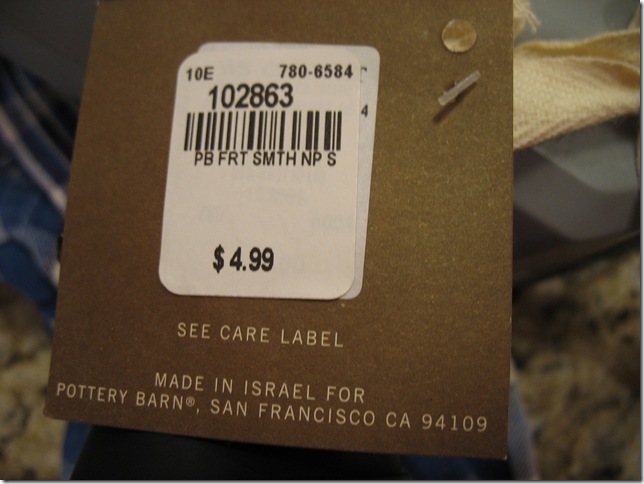 10E 780-6584
102863
PB FRT SMTH NP S
4
$4.99
SEE CARE LABEL
MADE IN ISRAEL FOR
POTTERY BARN®, SAN FRANCISCO CA 94109